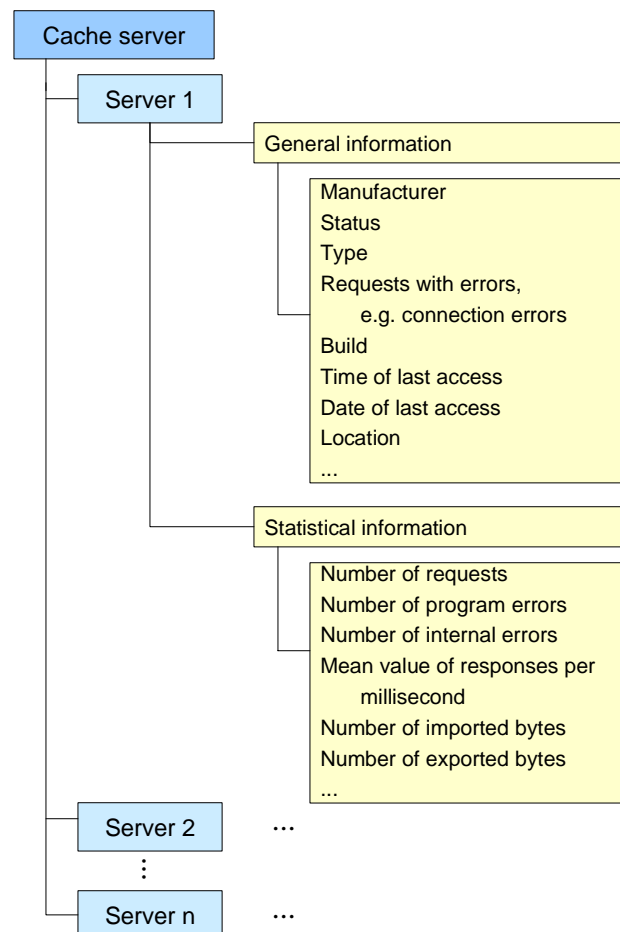 Cache server
Server 1
General information
Manufacturer
Status
Type
Requests with errors,
e.g. connection errors
Build
Time of last access
Date of last access
Location
...
Statistical information
Number of requests
Number of program errors
Number of internal errors
Mean value of responses per
millisecond
Number of imported bytes
Number of exported bytes
...
Server 2 ...
...
Server n ...